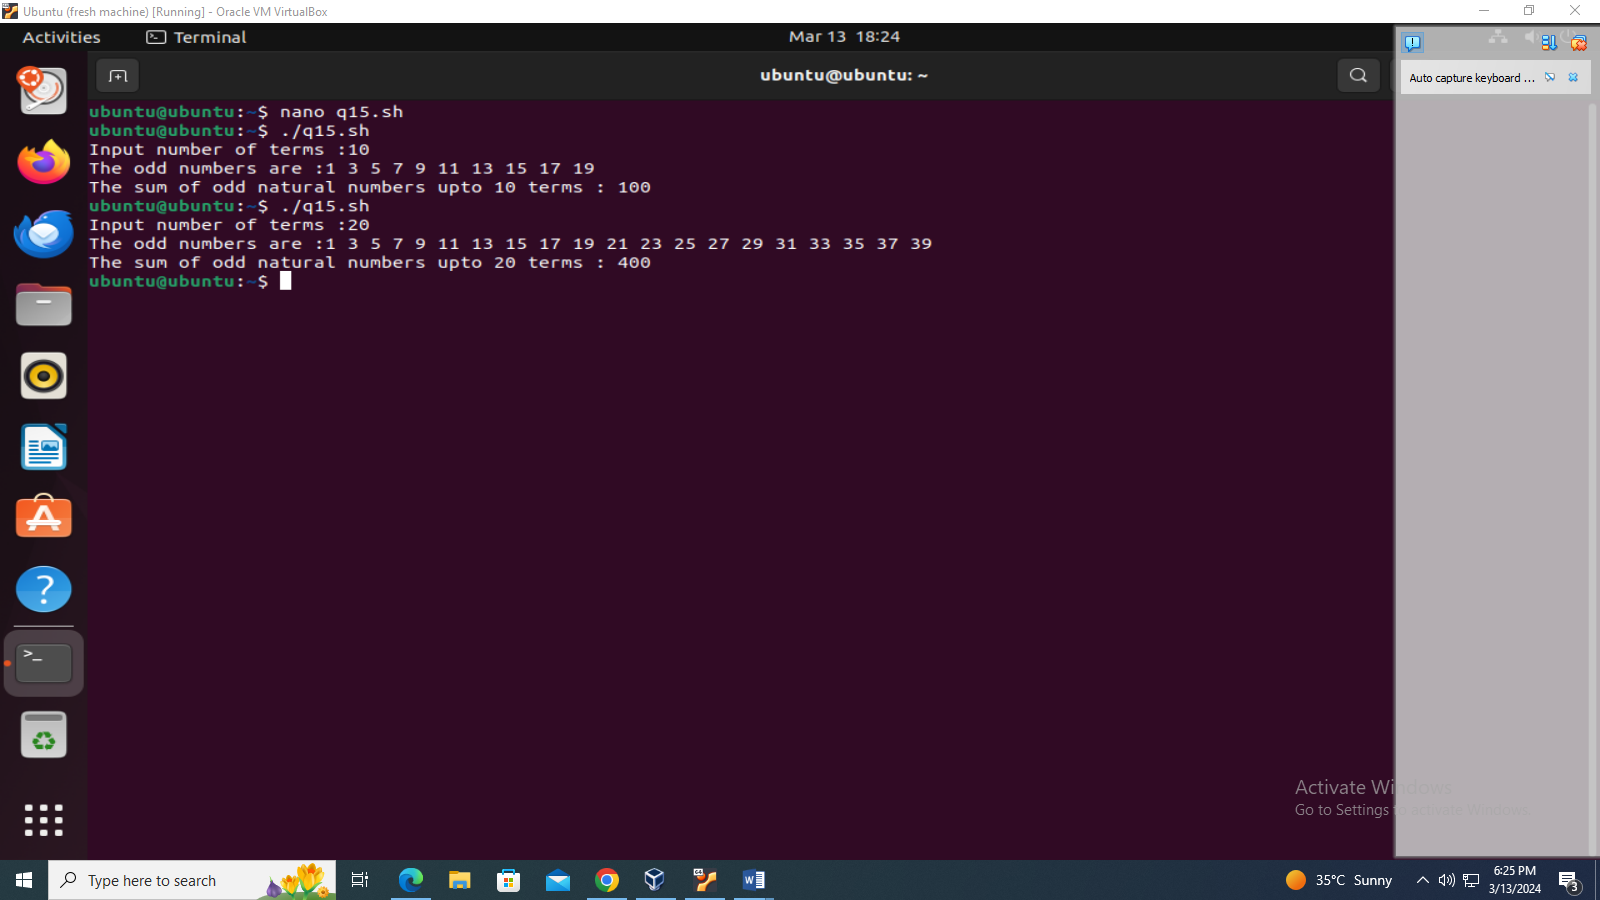 Ubuntu (fresh machine) [Running] - Oracle VM VirtualBox
Activities Terminal Mar 13 18:24
ubuntu@ubuntu: ~
Auto capture keyboard ...
ubuntu@ubuntu:~$ nano q15.sh
ubuntu@ubuntu:~$ ./q15.sh
Input number of terms :10
The odd numbers are :1 3 5 7 9 11 13 15 17 19
The sum of odd natural numbers upto 10 terms : 100
ubuntu@ubuntu:~$ ./q15.sh
Input number of terms :20
The odd numbers are :1 3 5 7 9 11 13 15 17 19 21 23 25 27 29 31 33 35 37 39
The sum of odd natural numbers upto 20 terms : 400
ubuntu@ubuntu:~$
Activate Windows
Go to Settings to activate Windows.
Type here to search
35°C Sunny
6:25 PM
3/13/2024
3